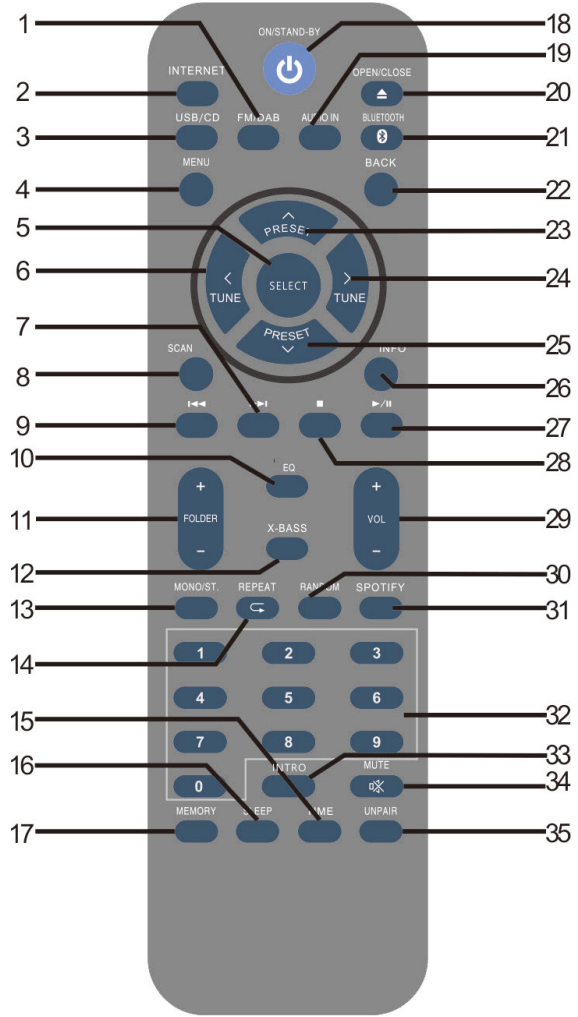 1
18
ON/STAND-BY
19
INTERNET
OPEN/CLOSE
2
20
USB/CD
FM/DAB
AUDIO IN
BLUETOOTH
3
21
MENU
BACK
4
22
5
PRESET
23
6
SELECT
TUNE
TUNE
24
7
PRESET
25
SCAN
INFO
8
26
9
27
10
28
EQ
+
+
11
FOLDER
VOL
29
-
-
X-BASS
12
30
MONO/ST.
REPEAT
RANDOM
SPOTIFY
13
31
14
1
2
3
4
5
6
15
32
7
8
9
16
33
INTRO
MUTE
0
34
MEMORY
SLEEP
TIME
UNPAIR
17
35